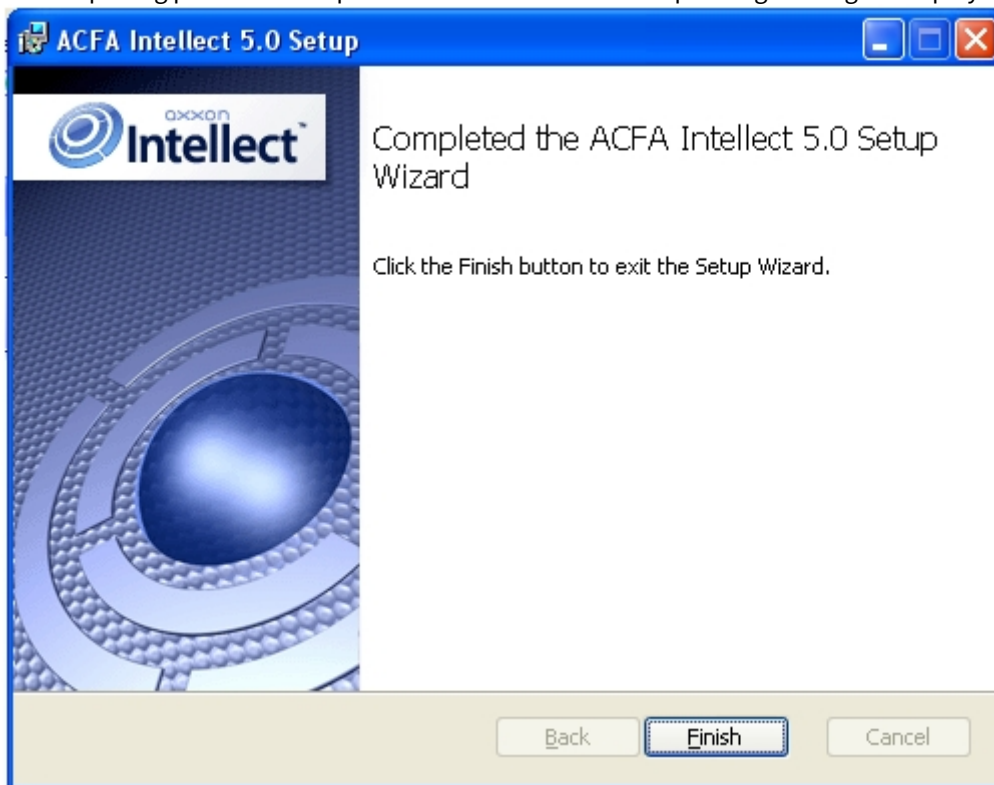 ACFA Intellect 5.0 Setup
axxon
Intellect
Completed the ACFA Intellect 5.0 Setup
Wizard
Click the Finish button to exit the Setup Wizard.
Back
Finish
Cancel